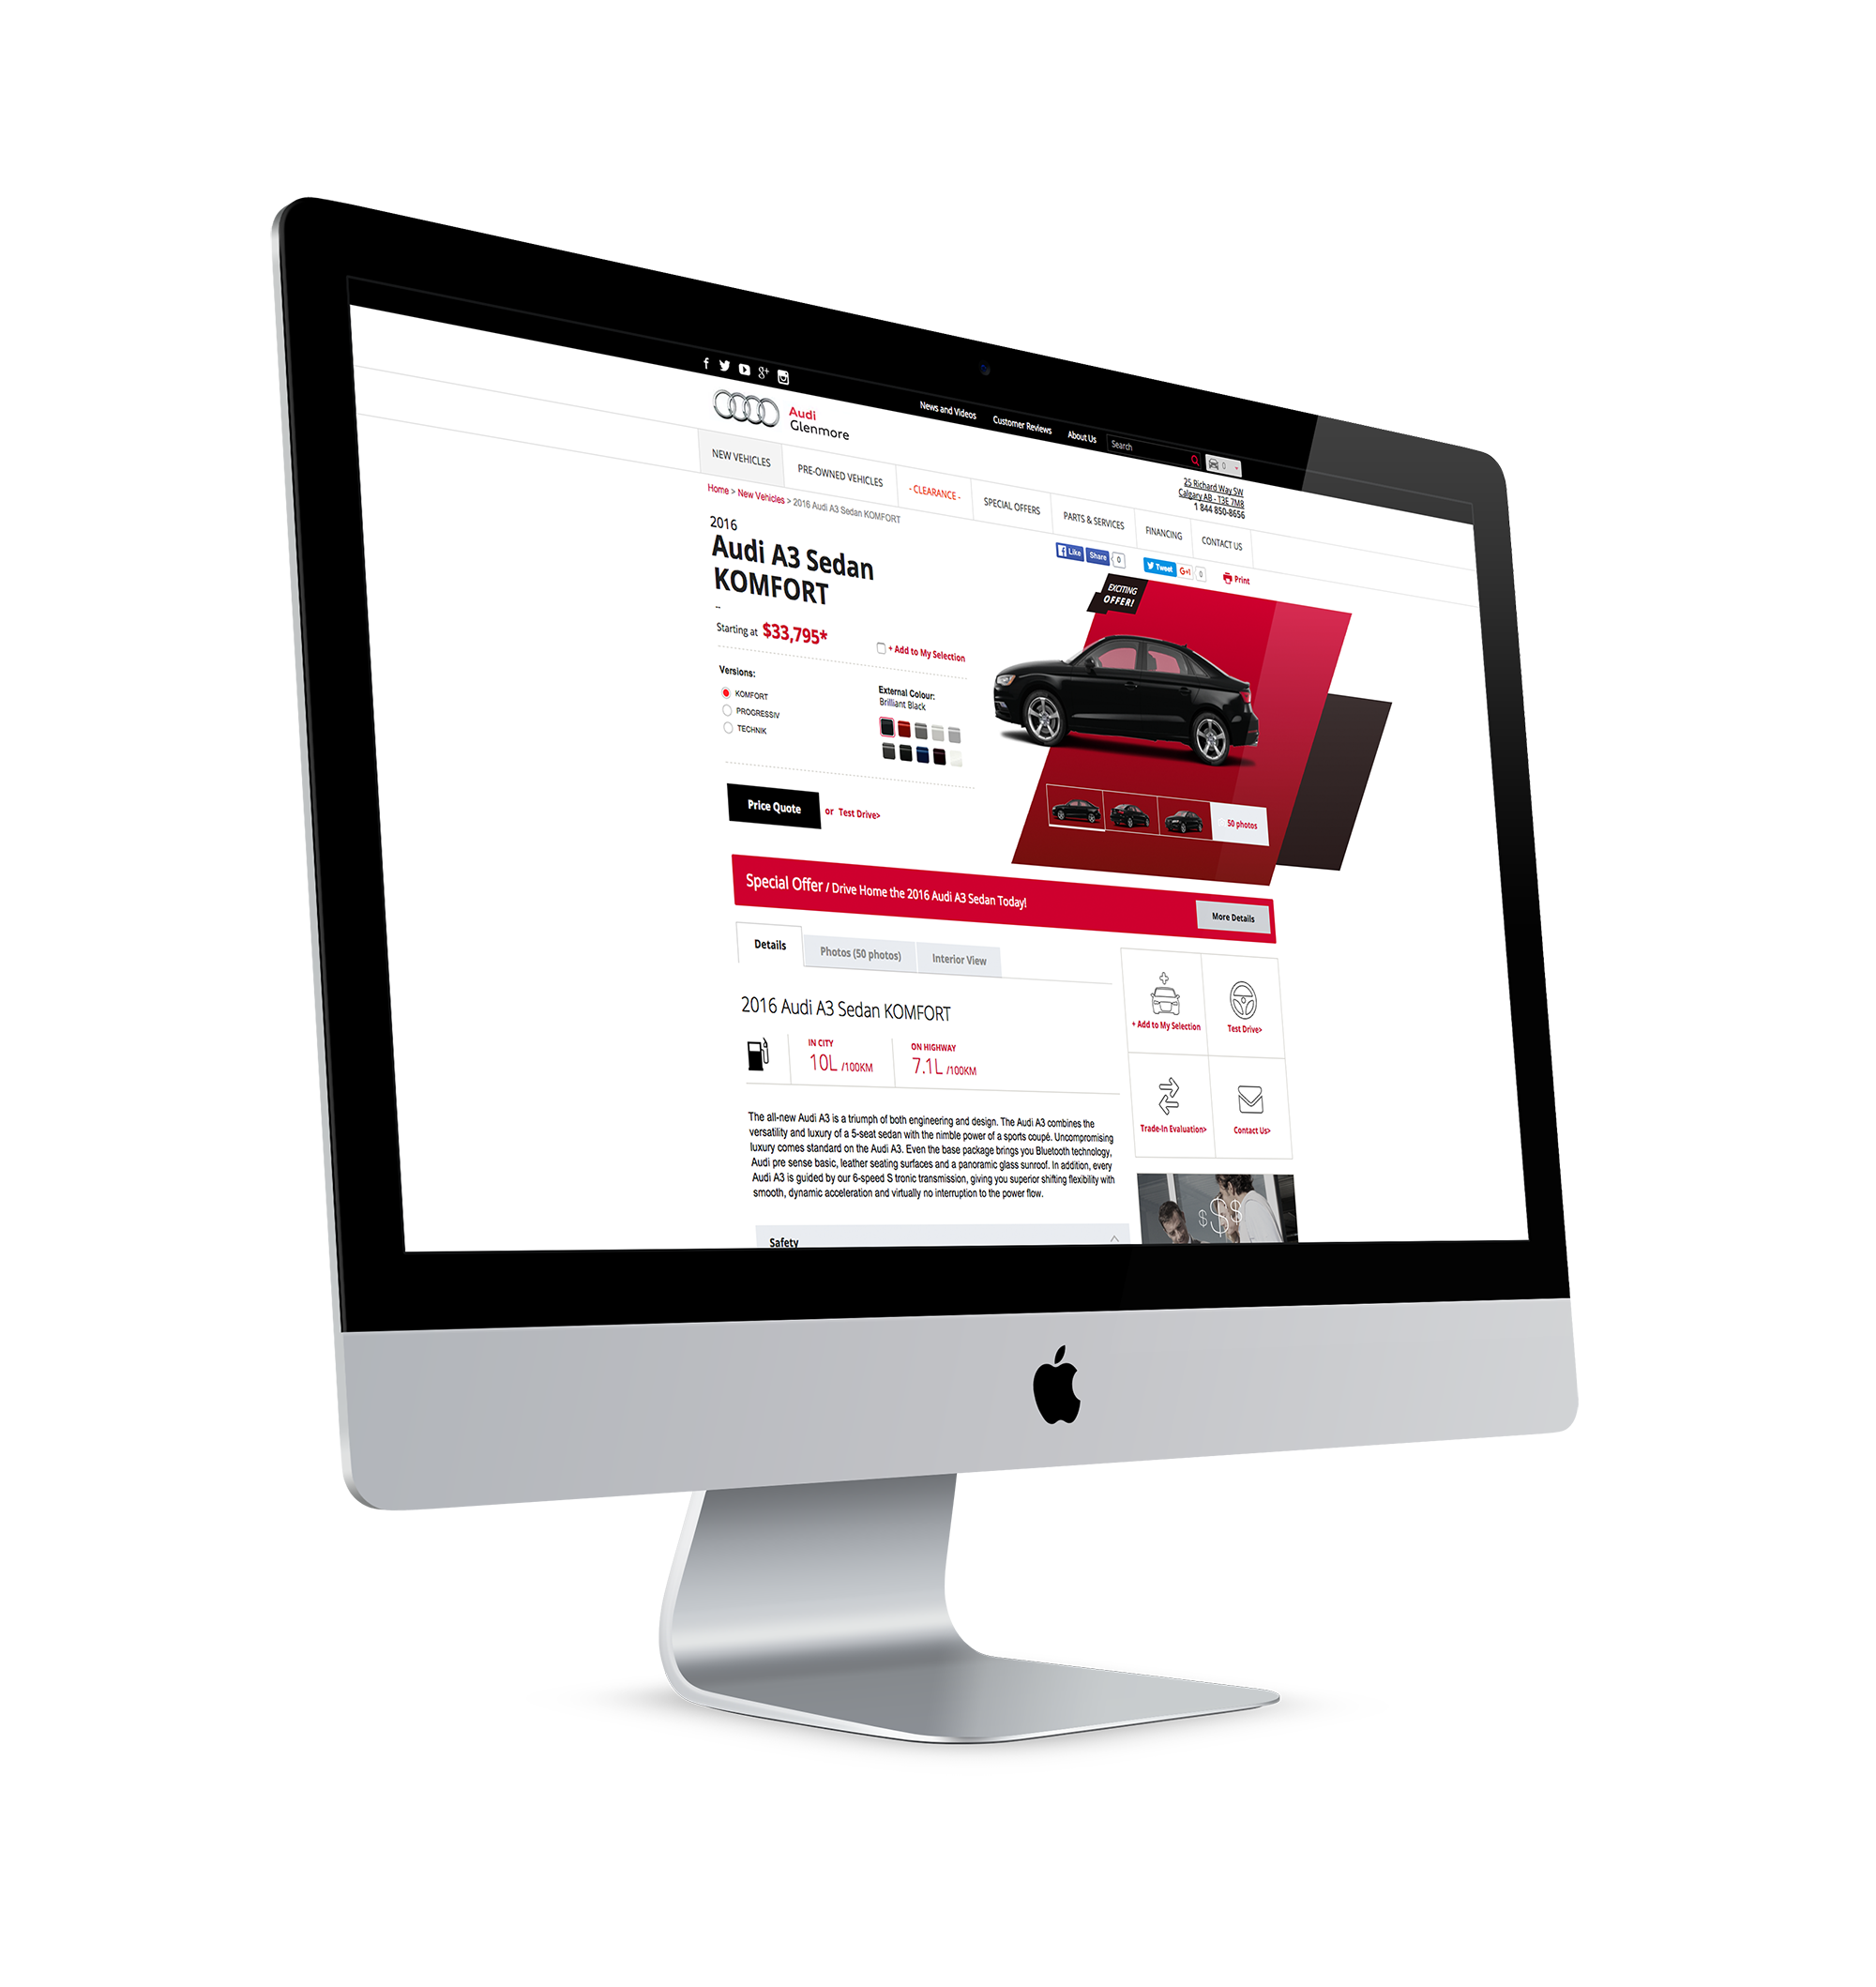 News and Videos
Customer Reviews
About Us
Search
0
Audi
Glenmore
25 Richard Way SW
Calgary AB - T3E 7M8
1 844 850-8656
NEW VEHICLES
PRE-OWNED VEHICLES
- CLEARANCE -
SPECIAL OFFERS
PARTS & SERVICES
FINANCING
CONTACT US
Home > New Vehicles > 2016 Audi A3 Sedan KOMFORT
Like
Share
0
Tweet
G+1
0
Print
2016
Audi A3 Sedan
KOMFORT
--
Starting at $33,795*
+ Add to My Selection
EXCITING
OFFER!
Versions:
KOMFORT
PROGRESSIV
TECHNIK
External Colour:
Brilliant Black
Price Quote
or Test Drive>
50 photos
Special Offer / Drive Home the 2016 Audi A3 Sedan Today!
More Details
Details
Photos (50 photos)
Interior View
2016 Audi A3 Sedan KOMFORT
IN CITY
10L /100KM
ON HIGHWAY
7.1L /100KM
+ Add to My Selection
Test Drive>
Trade-In Evaluation>
Contact Us>
The all-new Audi A3 is a triumph of both engineering and design. The Audi A3 combines the
versatility and luxury of a 5-seat sedan with the nimble power of a sports coupé. Uncompromising
luxury comes standard on the Audi A3. Even the base package brings you Bluetooth technology,
Audi pre sense basic, leather seating surfaces and a panoramic glass sunroof. In addition, every
Audi A3 is guided by our 6-speed S tronic transmission, giving you superior shifting flexibility with
smooth, dynamic acceleration and virtually no interruption to the power flow.
$ $ $
Safety